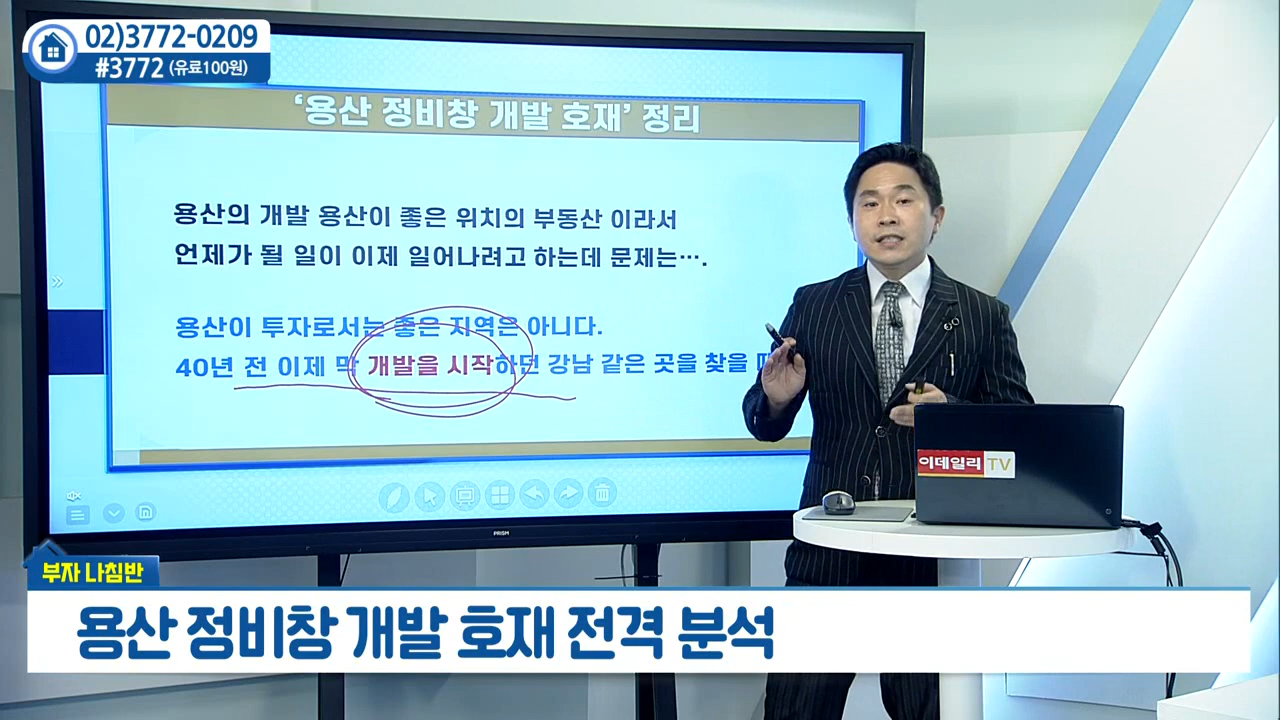 02)3772-0209
#3772 (유료100원)
‘용산 정비창 개발 호재’ 정리
용산의 개발 용산이 좋은 위치의 부동산 이라서
언제가 될 일이 이제 일어나려고 하는데 문제는….
용산이 투자로서는 좋은 지역은 아니다.
40년 전 이제 막 개발을 시작하던 강남 같은 곳을 찾을
PRISM
이데일리 TV
부자 나침반
용산 정비창 개발 호재 전격 분석